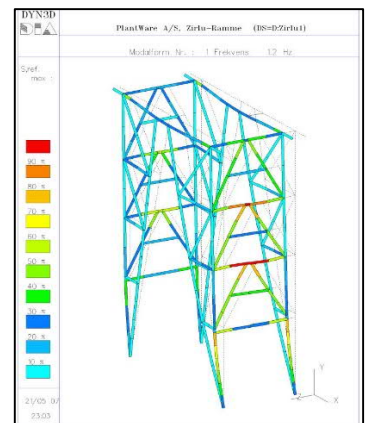 DYN3D
PlantWare A/S. Zirlu-Ramme (DS=D:Zirlu1)
Modalform Nr. : 1 Frekvens 12 Hz
S/ref.
max :
90 %
80 %
70 %
60 %
50 %
40 %
30 %
20 %
10 %
Y
X
23.03